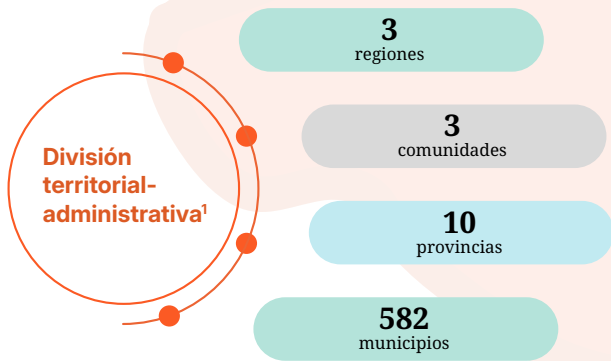 División
territorial-
administrativa¹
3
regiones
3
comunidades
10
provincias
582
municipios